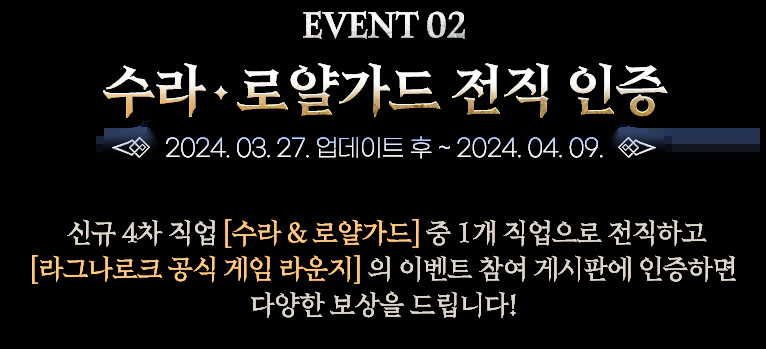 EVENT 02
수라 · 로얄가드 전직 인증
2024. 03. 27. 업데이트 후 ~ 2024. 04. 09.
신규 4차 직업 [수라 & 로얄가드] 중 1개 직업으로 전직하고
[라그나로크 공식 게임 라운지] 의 이벤트 참여 게시판에 인증하면
다양한 보상을 드립니다!